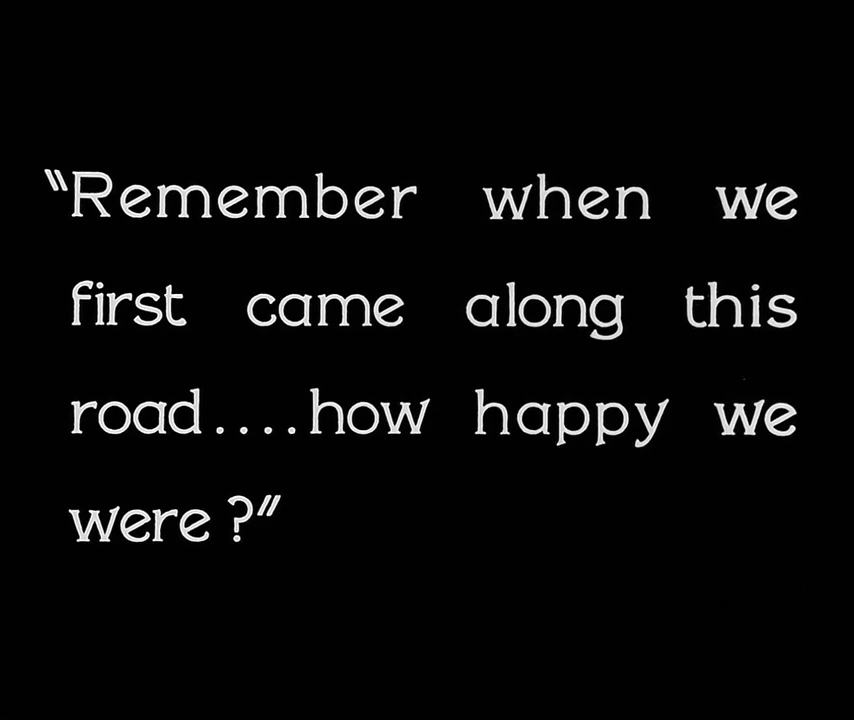 “Remember when we
first came along this
road....how happy we
were ?”